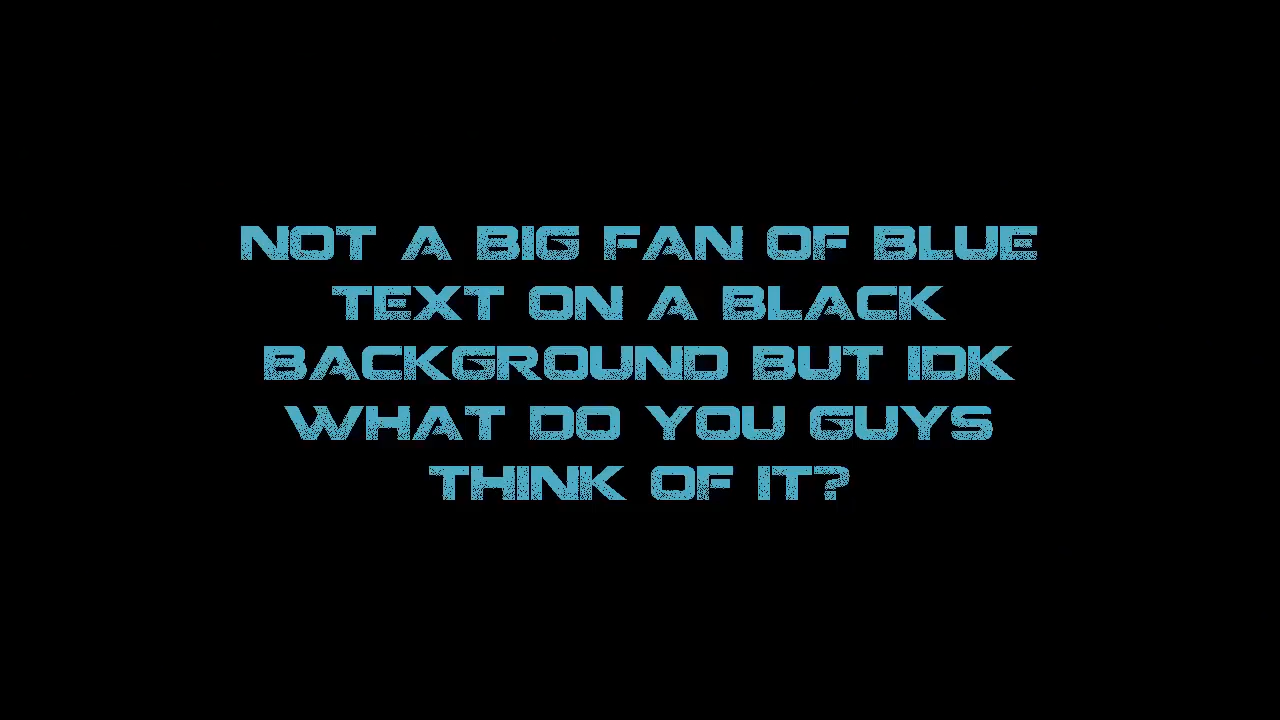 NOT A BIG FAN OF BLUE
TEXT ON A BLACK
BACKGROUND BUT IDK
WHAT DO YOU GUYS
THINK OF IT?